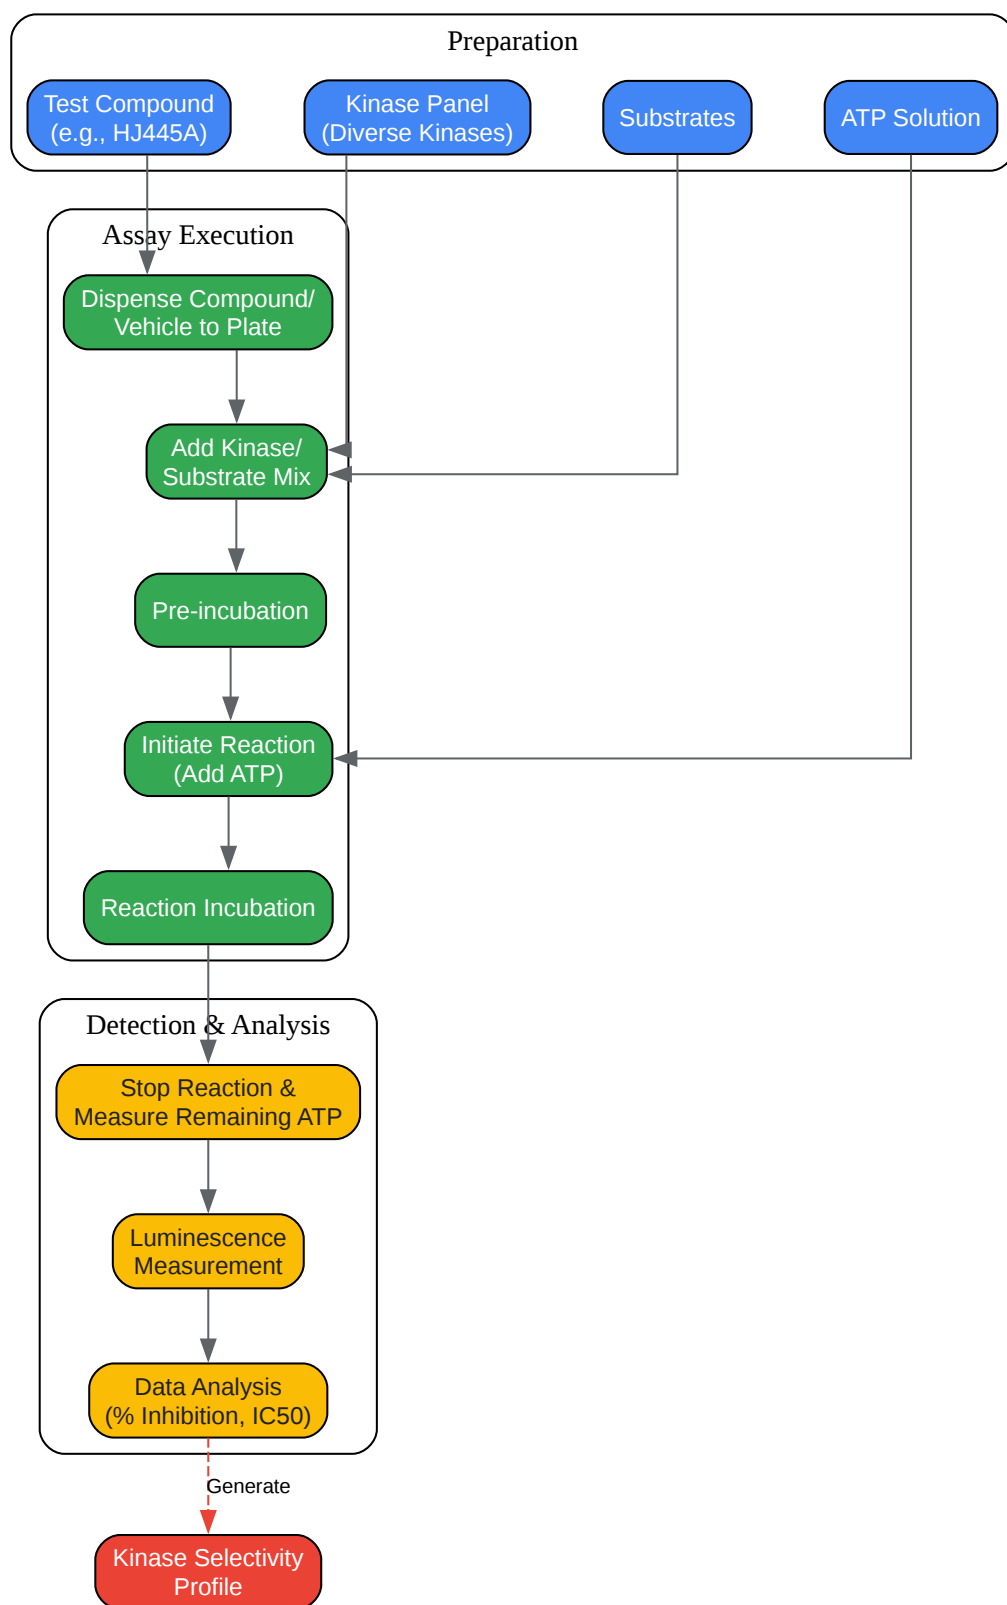 Preparation
Test Compound
(e.g., HJ445A)
Kinase Panel
(Diverse Kinases)
Substrates
ATP Solution
Assay Execution
Dispense Compound/
Vehicle to Plate
Add Kinase/
Substrate Mix
Pre-incubation
Initiate Reaction
(Add ATP)
Reaction Incubation
Detection & Analysis
Stop Reaction &
Measure Remaining ATP
Luminescence
Measurement
Data Analysis
(% Inhibition, IC50)
Generate
Kinase Selectivity
Profile